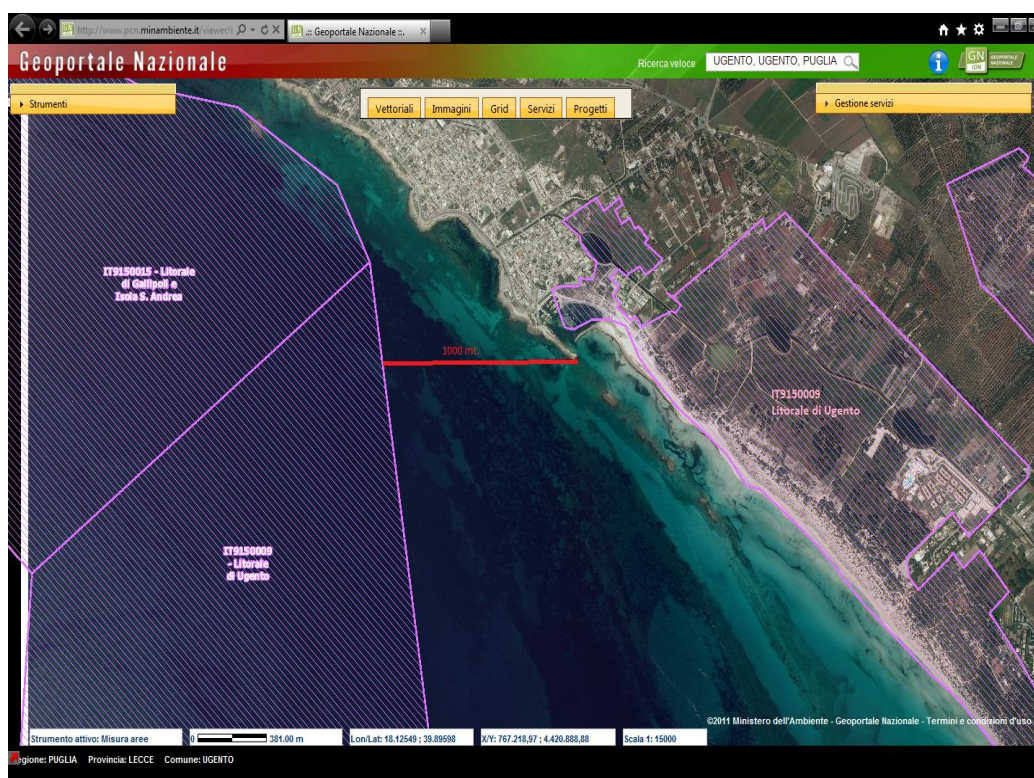 http://www.pcn.minambiente.it/viewer/i
.:: Geoportale Nazionale ::.
Geoportale Nazionale
Ricerca veloce
UGENTO, UGENTO, PUGLIA
GN
IDN
GEOPORTALE
NAZIONALE
Strumenti
Vettoriali
Immagini
Grid
Servizi
Progetti
Gestione servizi
IT9150015 - Litorale
di Gallipoli e
Isola S. Andrea
1000 mt.
IT9150009
Litorale di Ugento
IT9150009
- Litorale
di Ugento
©2011 Ministero dell'Ambiente - Geoportale Nazionale - Termini e condizioni d'uso
Strumento attivo: Misura aree
0
381.00 m
Lon/Lat: 18.12549 ; 39.89598
X/Y: 767.218,97 ; 4.420.888,88
Scala 1: 15000
egione: PUGLIA Provincia: LECCE Comune: UGENTO